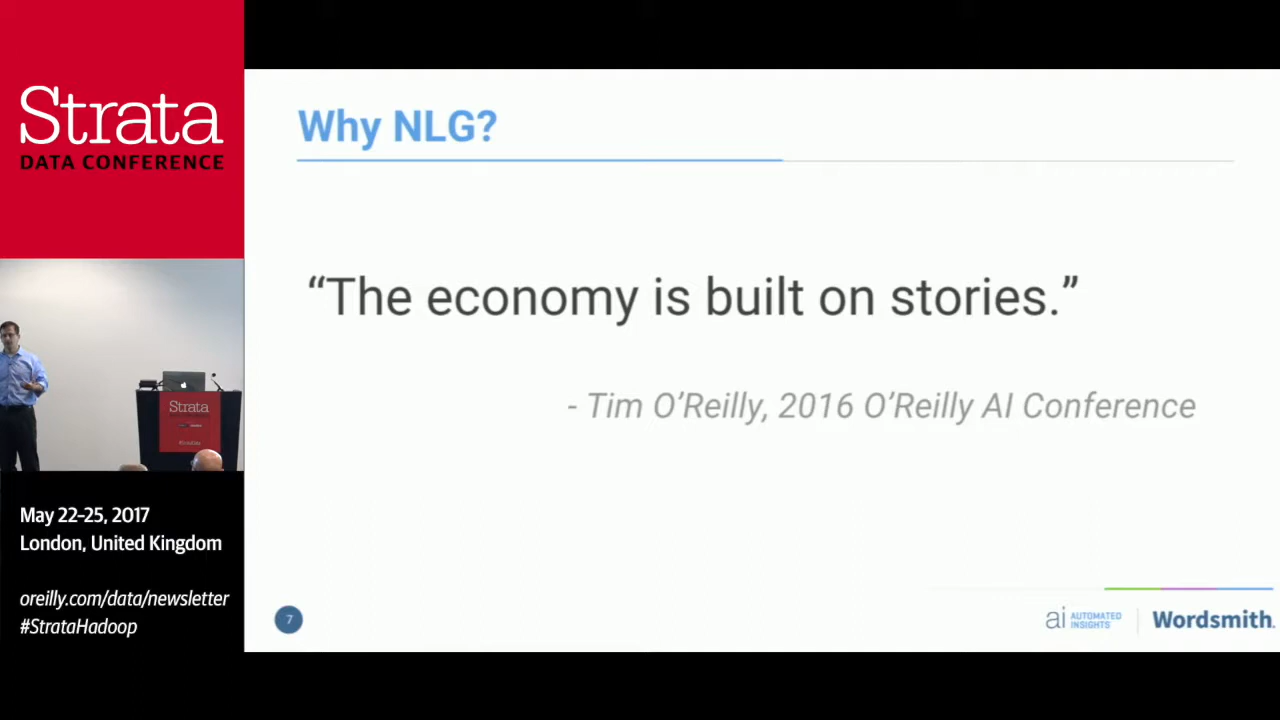 Strata
DATA CONFERENCE
Strata
May 22-25, 2017
London, United Kingdom
oreilly.com/data/newsletter
#StrataHadoop
Why NLG?
“The economy is built on stories.”
- Tim O’Reilly, 2016 O’Reilly AI Conference
7
ai AUTOMATED
INSIGHTS
Wordsmith.